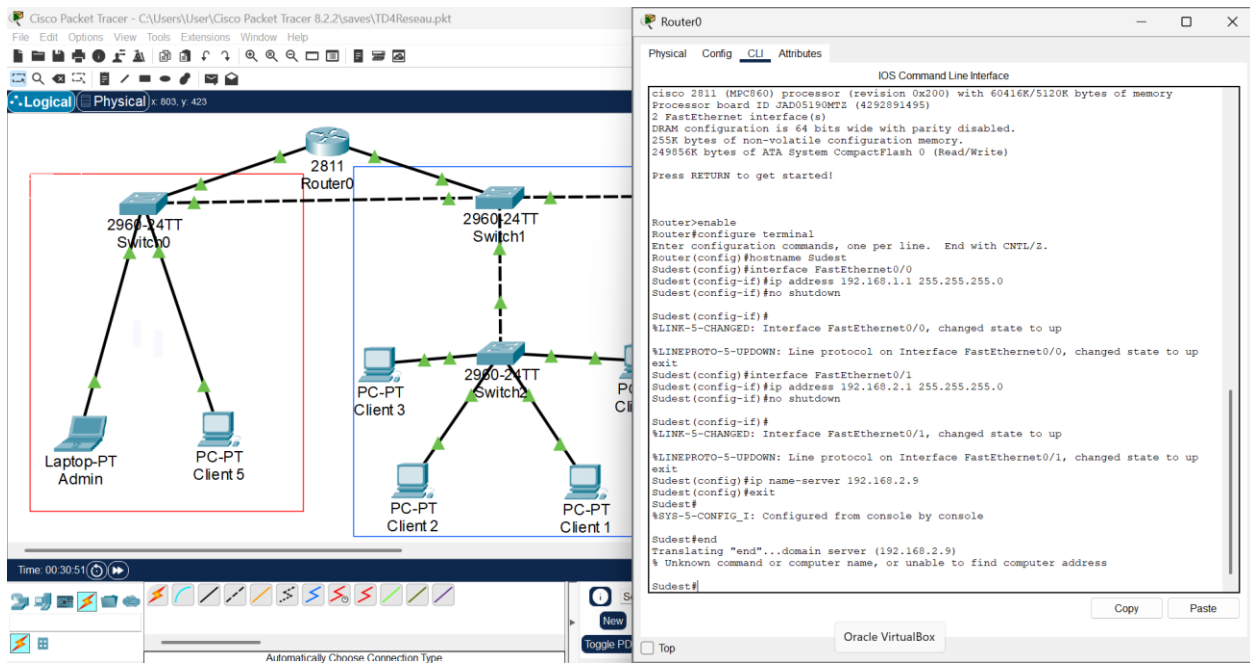 Cisco Packet Tracer - C:\Users\User\Cisco Packet Tracer 8.2.2\saves\TD4Reseau.pkt
File Edit Options View Tools Extensions Window Help
Logical Physical x: 803, y: 423
2811
Router0
2960-24TT
Switch0
2960-24TT
Switch1
PC-PT
Client 3
2960-24TT
Switch2
Laptop-PT
Admin
PC-PT
Client 5
PC-PT
Client 2
PC-PT
Client 1
Time: 00:30:51
New
Toggle PD
Automatically Choose Connection Type
Router0
Physical Config CLI Attributes
IOS Command Line Interface
cisco 2811 (MPC860) processor (revision 0x200) with 60416K/5120K bytes of memory
Processor board ID JAD05190MTZ (4292891495)
2 FastEthernet interface(s)
DRAM configuration is 64 bits wide with parity disabled.
255K bytes of non-volatile configuration memory.
249856K bytes of ATA System CompactFlash 0 (Read/Write)
Press RETURN to get started!
Router>enable
Router#configure terminal
Enter configuration commands, one per line. End with CNTL/Z.
Router(config)#hostname Sudest
Sudest(config)#interface FastEthernet0/0
Sudest(config-if)#ip address 192.168.1.1 255.255.255.0
Sudest(config-if)#no shutdown
Sudest(config-if)#
%LINK-5-CHANGED: Interface FastEthernet0/0, changed state to up
%LINEPROTO-5-UPDOWN: Line protocol on Interface FastEthernet0/0, changed state to up
exit
Sudest(config)#interface FastEthernet0/1
Sudest(config-if)#ip address 192.168.2.1 255.255.255.0
Sudest(config-if)#no shutdown
Sudest(config-if)#
%LINK-5-CHANGED: Interface FastEthernet0/1, changed state to up
%LINEPROTO-5-UPDOWN: Line protocol on Interface FastEthernet0/1, changed state to up
exit
Sudest(config)#ip name-server 192.168.2.9
Sudest(config)#exit
Sudest#
%SYS-5-CONFIG_I: Configured from console by console
Sudest#end
Translating "end"...domain server (192.168.2.9)
% Unknown command or computer name, or unable to find computer address
Sudest#
Copy Paste
Top
Oracle VirtualBox